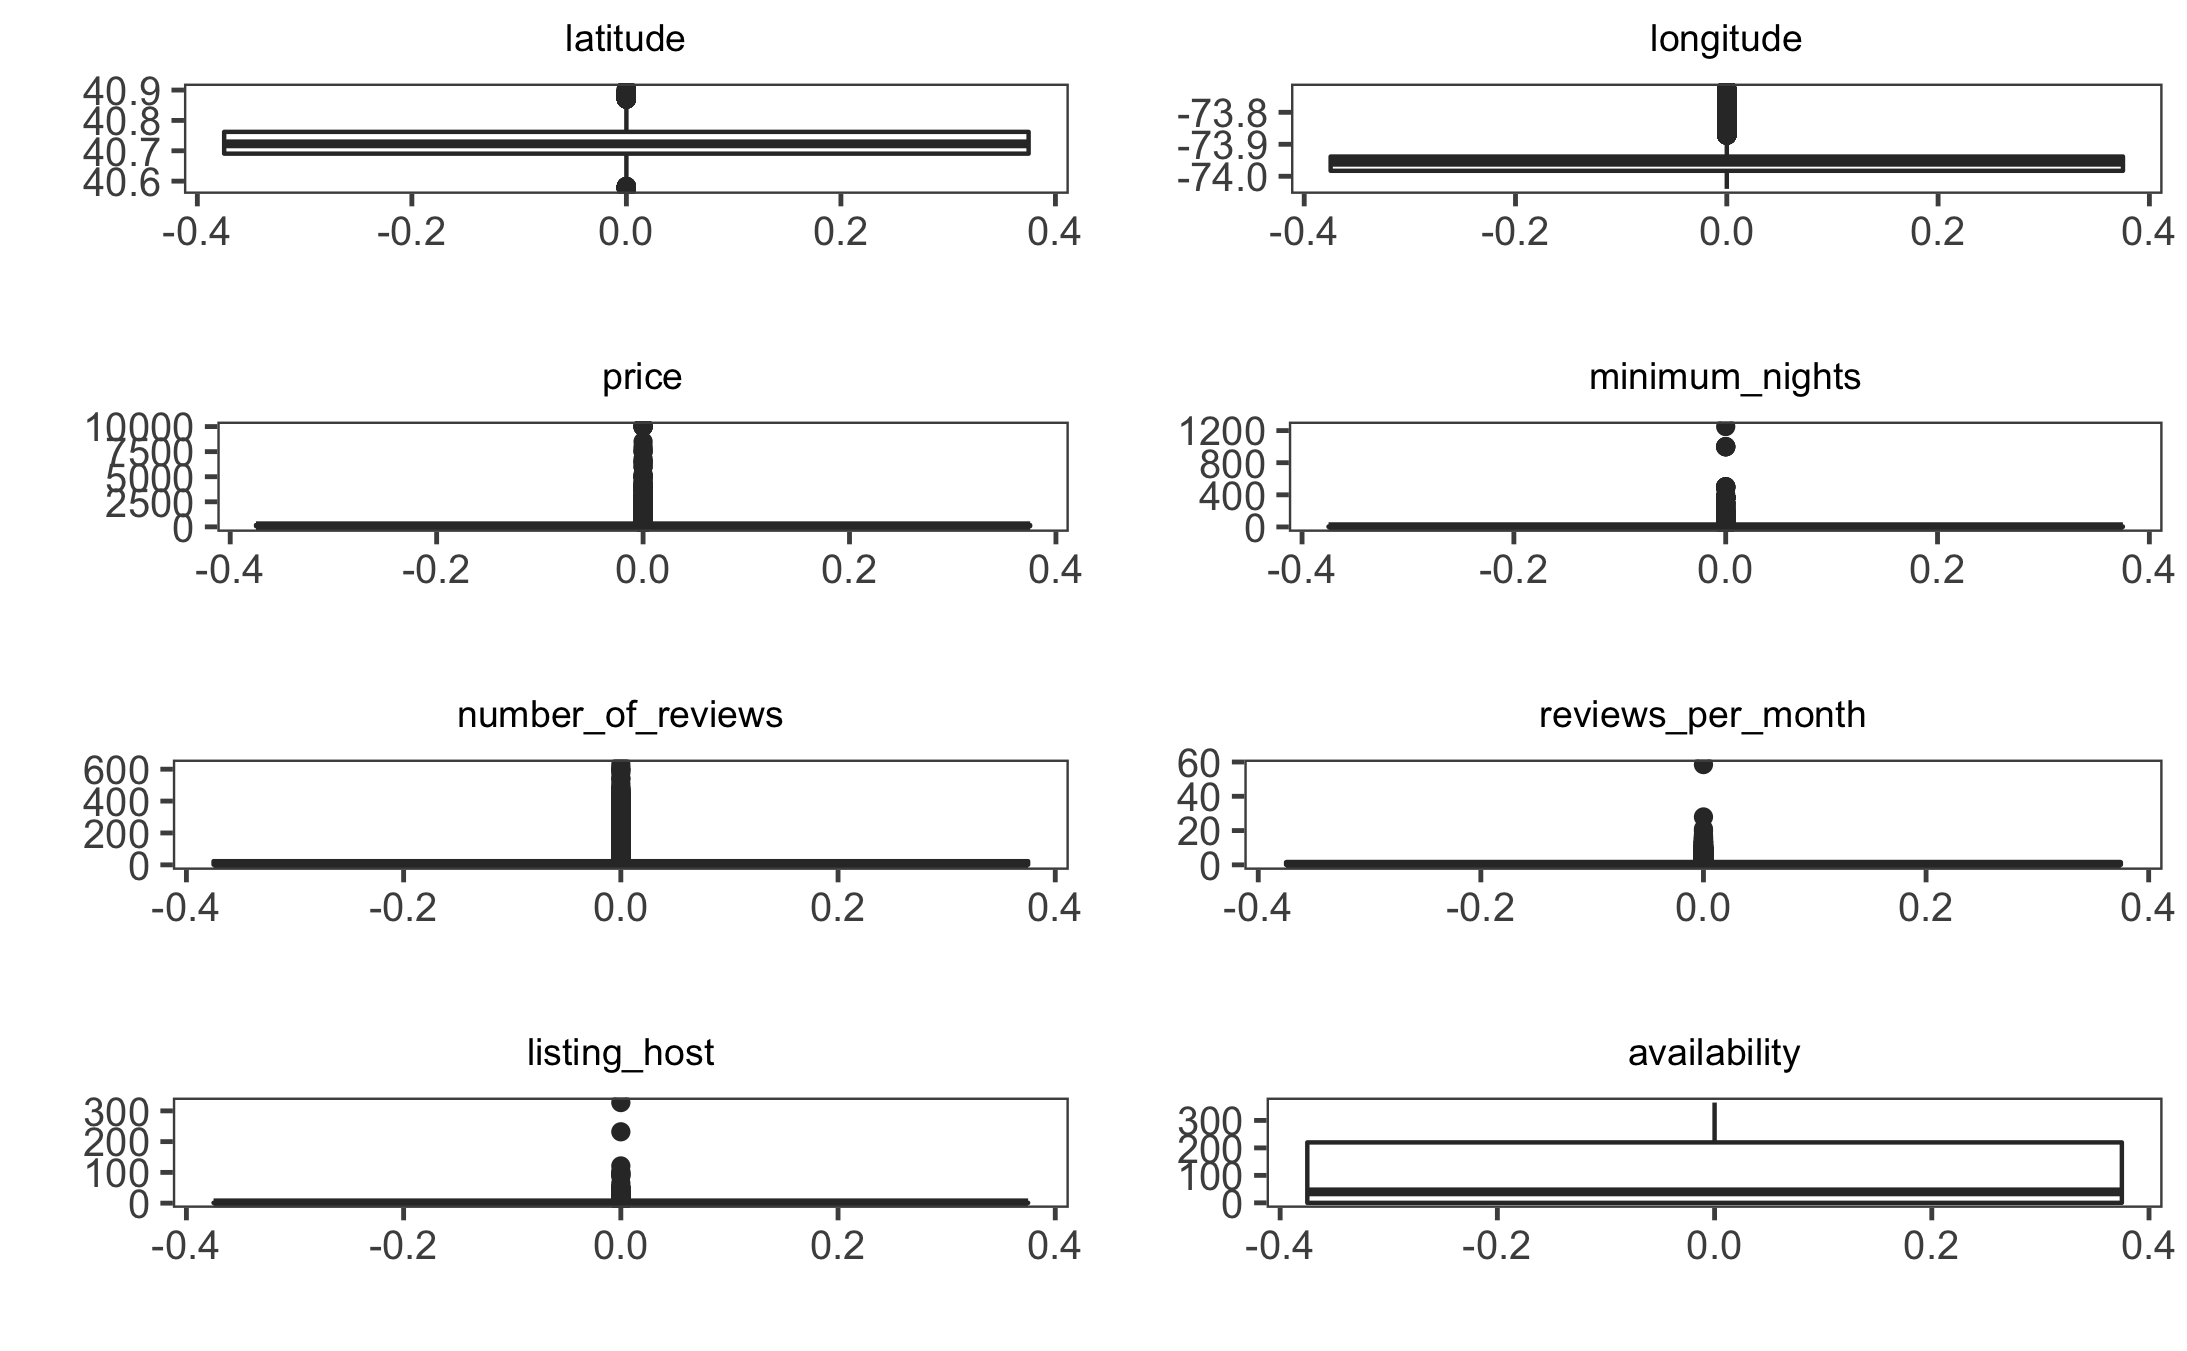 latitude
40.9
40.8
40.7
40.6
-0.4 -0.2 0.0 0.2 0.4
longitude
-73.8
-73.9
-74.0
-0.4 -0.2 0.0 0.2 0.4
price
10000
7500
5000
2500
0
-0.4 -0.2 0.0 0.2 0.4
minimum_nights
1200
800
400
0
-0.4 -0.2 0.0 0.2 0.4
number_of_reviews
600
400
200
0
-0.4 -0.2 0.0 0.2 0.4
reviews_per_month
60
40
20
0
-0.4 -0.2 0.0 0.2 0.4
listing_host
300
200
100
0
-0.4 -0.2 0.0 0.2 0.4
availability
300
200
100
0
-0.4 -0.2 0.0 0.2 0.4